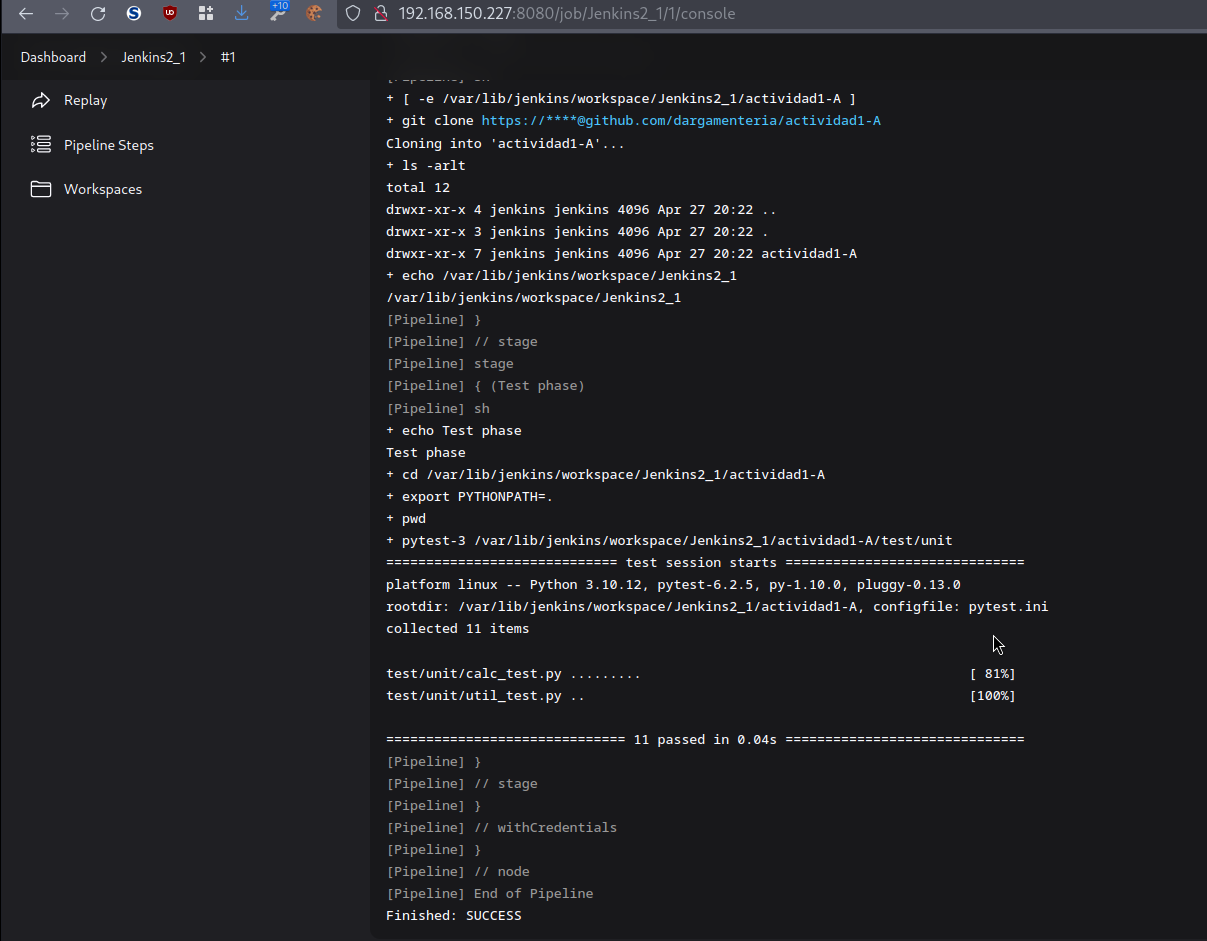 +10
192.168.150.227:8080/job/Jenkins2_1/1/console
Dashboard > Jenkins2_1 > #1
Replay
Pipeline Steps
Workspaces
[Pipeline] sh
+ [ -e /var/lib/jenkins/workspace/Jenkins2_1/actividad1-A ]
+ git clone https://****@github.com/dargamenteria/actividad1-A
Cloning into 'actividad1-A'...
+ ls -arlt
total 12
drwxr-xr-x 4 jenkins jenkins 4096 Apr 27 20:22 ..
drwxr-xr-x 3 jenkins jenkins 4096 Apr 27 20:22 .
drwxr-xr-x 7 jenkins jenkins 4096 Apr 27 20:22 actividad1-A
+ echo /var/lib/jenkins/workspace/Jenkins2_1
/var/lib/jenkins/workspace/Jenkins2_1
[Pipeline] }
[Pipeline] // stage
[Pipeline] stage
[Pipeline] { (Test phase)
[Pipeline] sh
+ echo Test phase
Test phase
+ cd /var/lib/jenkins/workspace/Jenkins2_1/actividad1-A
+ export PYTHONPATH=.
+ pwd
+ pytest-3 /var/lib/jenkins/workspace/Jenkins2_1/actividad1-A/test/unit
============================= test session starts ==============================
platform linux -- Python 3.10.12, pytest-6.2.5, py-1.10.0, pluggy-0.13.0
rootdir: /var/lib/jenkins/workspace/Jenkins2_1/actividad1-A, configfile: pytest.ini
collected 11 items
test/unit/calc_test.py ......... [ 81%]
test/unit/util_test.py .. [100%]
============================== 11 passed in 0.04s ==============================
[Pipeline] }
[Pipeline] // stage
[Pipeline] }
[Pipeline] // withCredentials
[Pipeline] }
[Pipeline] // node
[Pipeline] End of Pipeline
Finished: SUCCESS